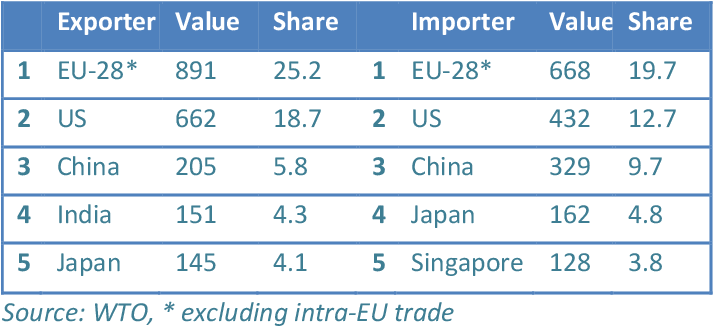 Exporter Value Share Importer Value Share
1 EU-28* 891 25.2 1 EU-28* 668 19.7
2 US 662 18.7 2 US 432 12.7
3 China 205 5.8 3 China 329 9.7
4 India 151 4.3 4 Japan 162 4.8
5 Japan 145 4.1 5 Singapore 128 3.8
Source: WTO, * excluding intra-EU trade